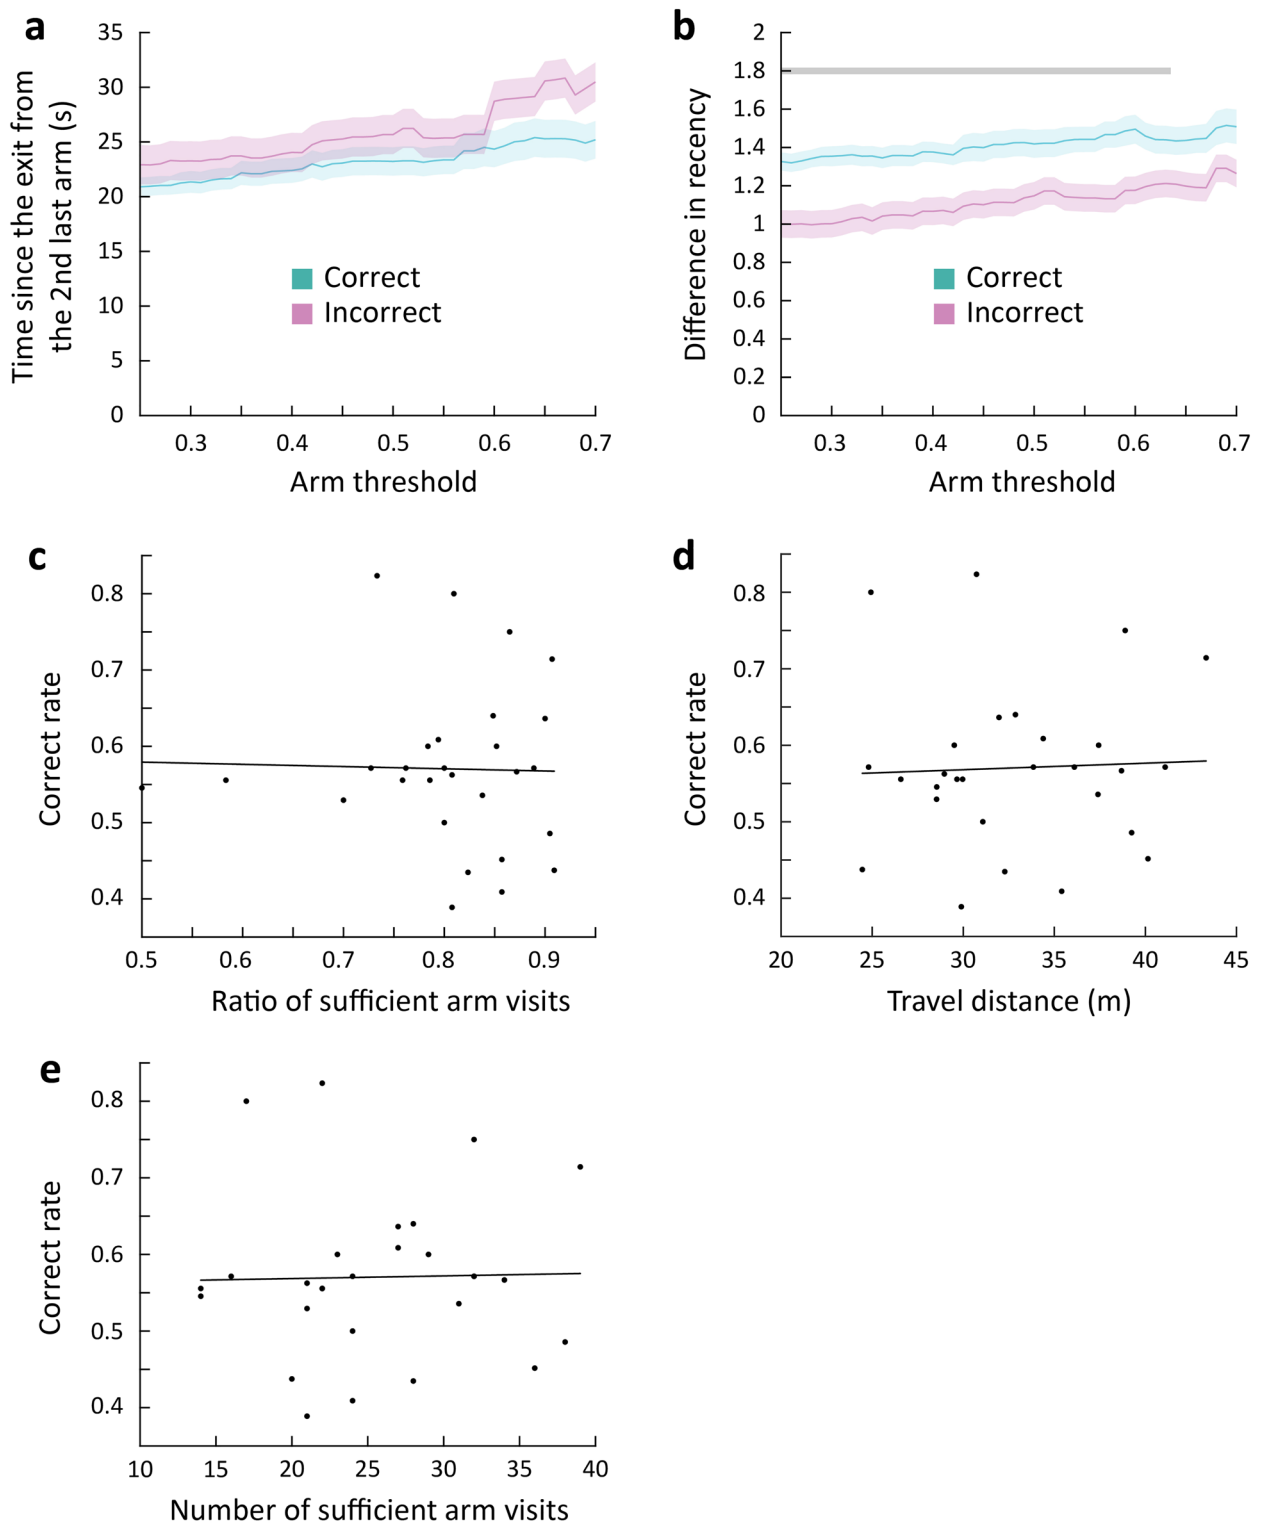 a
35
30
25
20
15
10
5
0
Time since the exit from
the 2nd last arm (s)
Correct
Incorrect
0.3 0.4 0.5 0.6 0.7
Arm threshold
b
2
1.8
1.6
1.4
1.2
1
0.8
0.6
0.4
0.2
0
Difference in recency
Correct
Incorrect
0.3 0.4 0.5 0.6 0.7
Arm threshold
c
0.8
0.7
0.6
0.5
0.4
Correct rate
0.5 0.6 0.7 0.8 0.9
Ratio of sufficient arm visits
d
0.8
0.7
0.6
0.5
0.4
Correct rate
20 25 30 35 40 45
Travel distance (m)
e
0.8
0.7
0.6
0.5
0.4
Correct rate
10 15 20 25 30 35 40
Number of sufficient arm visits